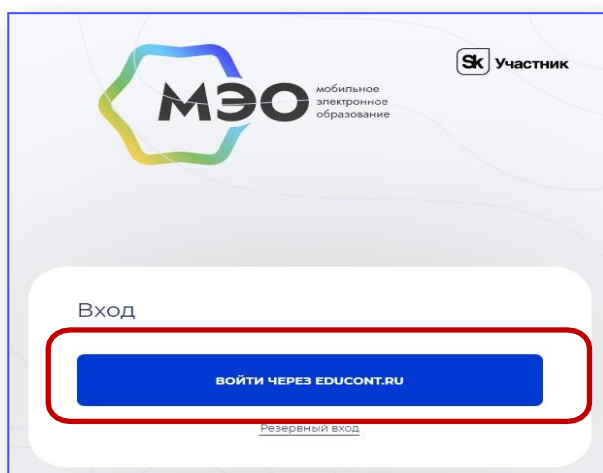 Sk Участник
МЭО
мобильное
электронное
образование
Вход
ВОЙТИ ЧЕРЕЗ EDUCONT.RU
Резервный вход